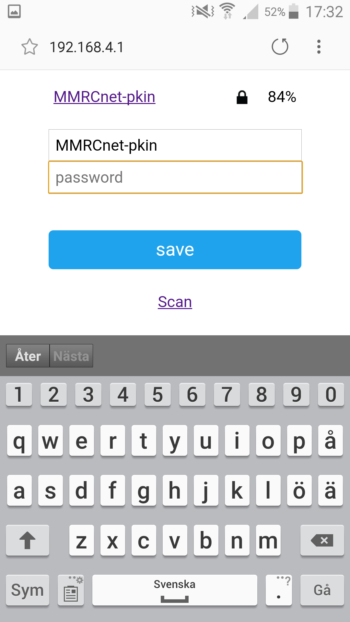 52% 17:32
192.168.4.1
MMRCnet-pkin 84%
MMRCnet-pkin
password
save
Scan
Åter Nästa
1 2 3 4 5 6 7 8 9 0
q w e r t y u i o p å
a s d f g h j k l ö ä
z x c v b n m
Sym Svenska . ? Gå